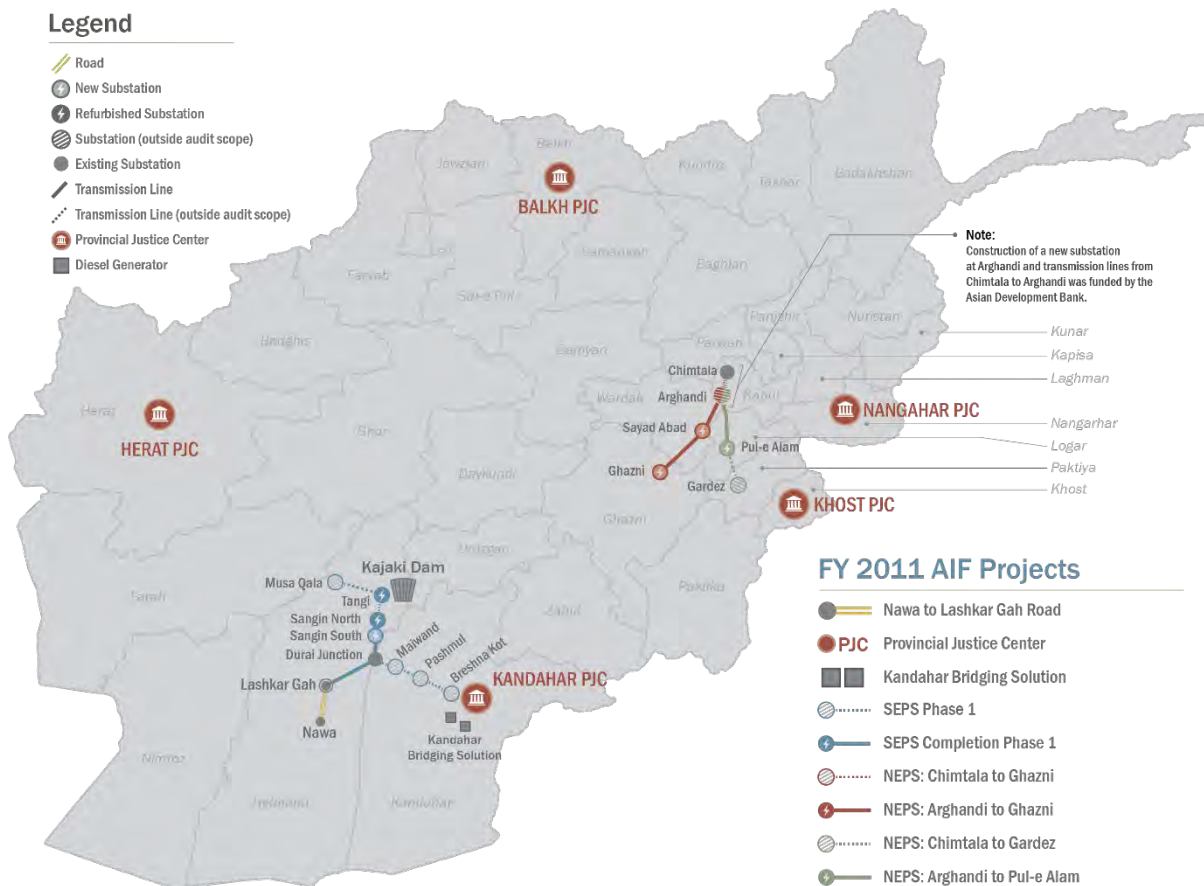 Legend
Road
New Substation
Refurbished Substation
Substation (outside audit scope)
Existing Substation
Transmission Line
Transmission Line (outside audit scope)
Provincial Justice Center
Diesel Generator
Jowzjan
Balkh
Kunduz
Takhar
Badakhshan
BALKH PJC
Samangan
Faryab
Sar-e Pul
Baghlan
Note:
Construction of a new substation
at Arghandi and transmission lines from
Chimtala to Arghandi was funded by the
Asian Development Bank.
Panjshir
Nuristan
Badghis
Bamyan
Parwan
Kunar
Kapisa
Laghman
Chimtala
Arghandi
Wardak
Kabul
Herat
HERAT PJC
NANGAHAR PJC
Nangarhar
Sayad Abad
Ghor
Pul-e Alam
Logar
Ghazni
Daykundi
Gardez
Paktiya
Khost
KHOST PJC
Ghazni
Uruzgan
Kajaki Dam
Musa Qala
Tangi
Farah
Zabul
Paktika
Sangin North
Sangin South
Durai Junction
Maiwand
Pashmul
Breshna Kot
Lashkar Gah
KANDAHAR PJC
Nawa
Kandahar
Bridging Solution
Nimroz
Helmand
Kandahar
FY 2011 AIF Projects
Nawa to Lashkar Gah Road
PJC Provincial Justice Center
Kandahar Bridging Solution
SEPS Phase 1
SEPS Completion Phase 1
NEPS: Chimtala to Ghazni
NEPS: Arghandi to Ghazni
NEPS: Chimtala to Gardez
NEPS: Arghandi to Pul-e Alam